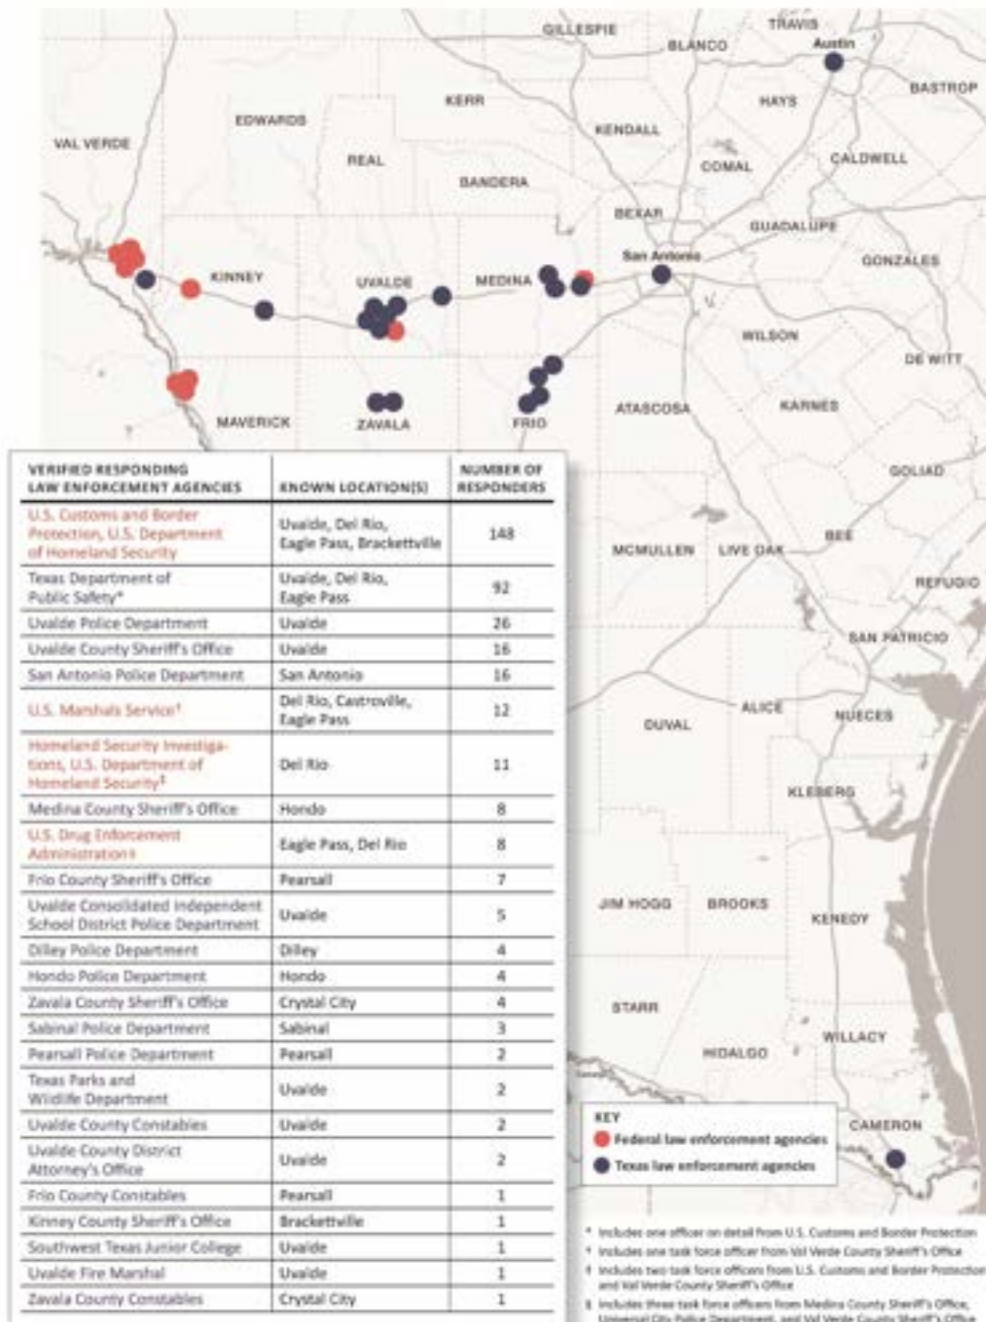 TRAVIS
GILLESPIE
Austin
BLANCO
BASTROP
KERR
HAYS
EDWARDS
KENDALL
VAL VERDE
REAL
COMAL
CALDWELL
BANDERA
BEXAR
GUADALUPE
San Antonio
GONZALES
KINNEY
UVALDE
MEDINA
WILSON
DE WITT
MAVERICK
ZAVALA
FRIO
ATASCOSA
KARNES
GOLIAD
BEE
MCMULLEN
LIVE OAK
REFUGIO
SAN PATRICIO
ALICE
DUVAL
NUECES
KLEBERG
JIM HOGG
BROOKS
KENEDY
STARR
WILLACY
HIDALGO
CAMERON
VERIFIED RESPONDING
LAW ENFORCEMENT AGENCIES KNOWN LOCATION(S) NUMBER OF
RESPONDERS
U.S. Customs and Border
Protection, U.S. Department
of Homeland Security
Uvalde, Del Rio,
Eagle Pass, Brackettville
148
Texas Department of
Public Safety*
Uvalde, Del Rio,
Eagle Pass
92
Uvalde Police Department Uvalde 26
Uvalde County Sheriff's Office Uvalde 16
San Antonio Police Department San Antonio 16
U.S. Marshals Service†
Del Rio, Castroville,
Eagle Pass
12
Homeland Security Investiga-
tions, U.S. Department of
Homeland Security‡
Del Rio
11
Medina County Sheriff's Office Hondo 8
U.S. Drug Enforcement
Administration§
Eagle Pass, Del Rio
8
Frio County Sheriff's Office Pearsall 7
Uvalde Consolidated Independent
School District Police Department
Uvalde
5
Dilley Police Department Dilley 4
Hondo Police Department Hondo 4
Zavala County Sheriff's Office Crystal City 4
Sabinal Police Department Sabinal 3
Pearsall Police Department Pearsall 2
Texas Parks and
Wildlife Department
Uvalde
2
Uvalde County Constables Uvalde 2
Uvalde County District
Attorney's Office
Uvalde
2
Frio County Constables Pearsall 1
Kinney County Sheriff's Office Brackettville 1
Southwest Texas Junior College Uvalde 1
Uvalde Fire Marshal Uvalde 1
Zavala County Constables Crystal City 1
KEY
Federal law enforcement agencies
Texas law enforcement agencies
* Includes one officer on detail from U.S. Customs and Border Protection
† Includes one task force officer from Val Verde County Sheriff's Office
‡ Includes two task force officers from U.S. Customs and Border Protection
and Val Verde County Sheriff's Office
§ Includes three task force officers from Medina County Sheriff's Office,
Universal City Police Department, and Val Verde County Sheriff's Office